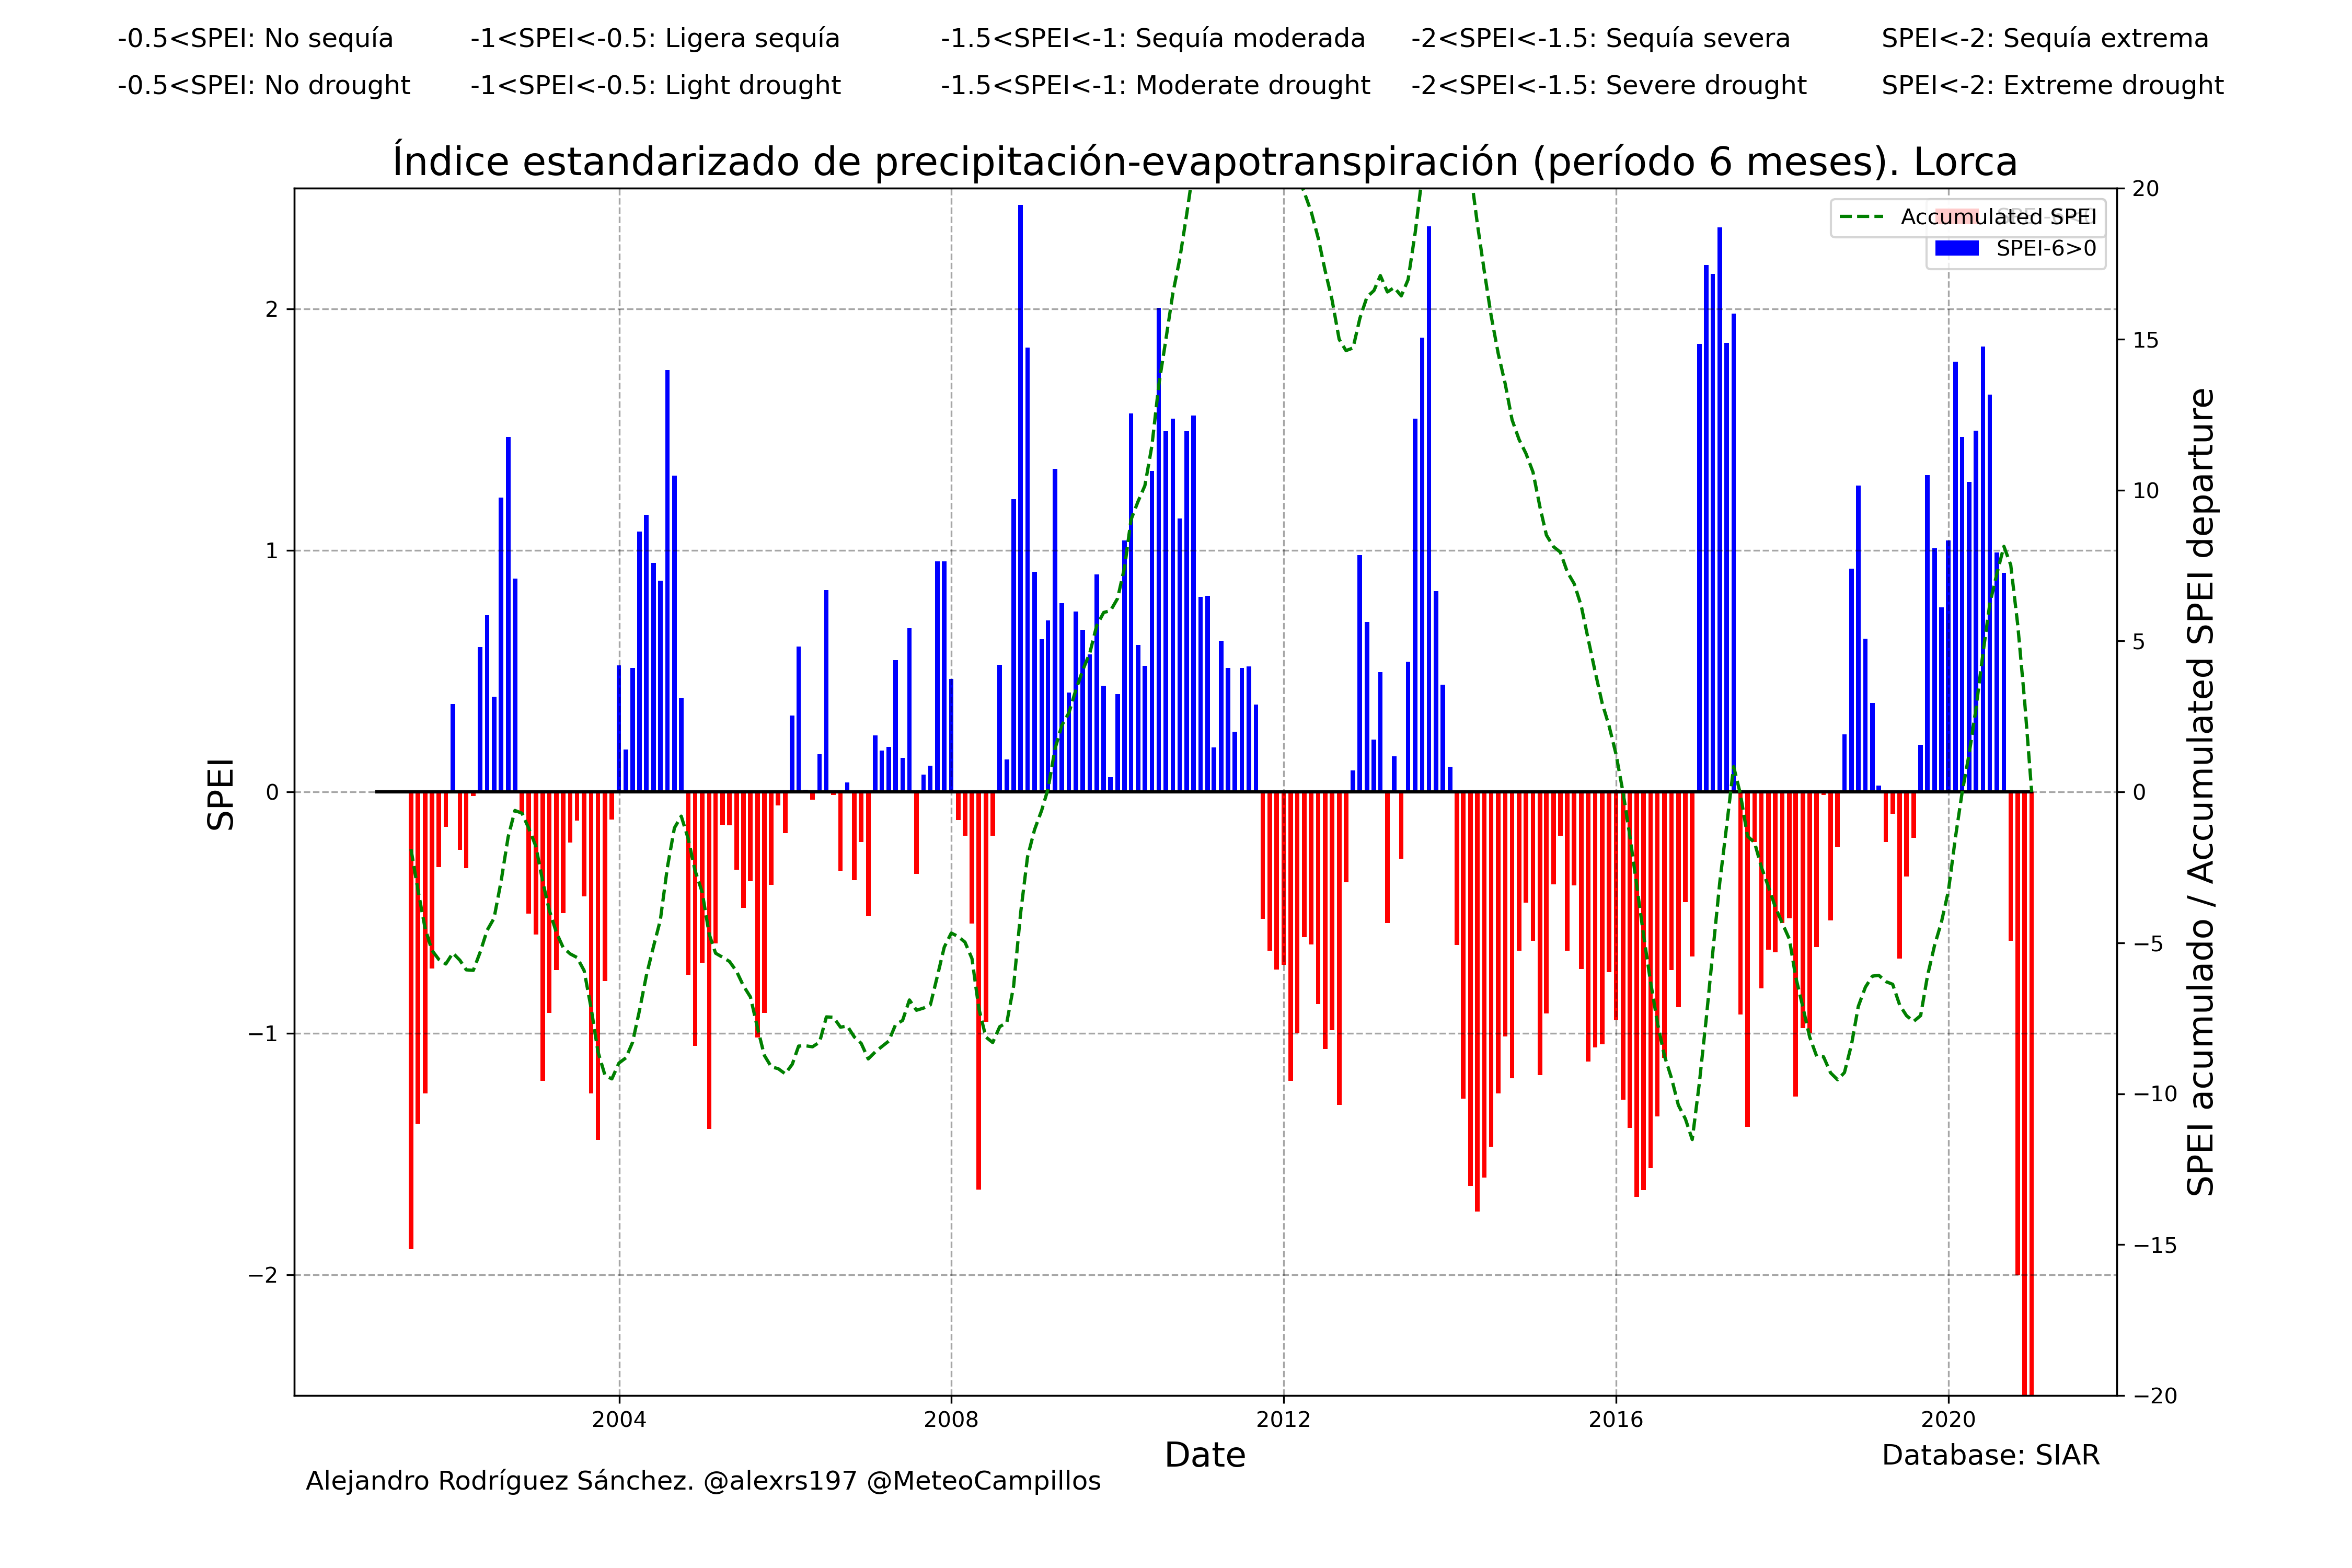 -0.5<SPEI: No sequía -1<SPEI<-0.5: Ligera sequía -1.5<SPEI<-1: Sequía moderada -2<SPEI<-1.5: Sequía severa SPEI<-2: Sequía extrema
-0.5<SPEI: No drought -1<SPEI<-0.5: Light drought -1.5<SPEI<-1: Moderate drought -2<SPEI<-1.5: Severe drought SPEI<-2: Extreme drought
Índice estandarizado de precipitación-evapotranspiración (período 6 meses). Lorca
Accumulated SPEI
SPEI-6>0
SPEI
2
1
0
−1
−2
20
15
10
5
0
−5
−10
−15
−20
SPEI acumulado / Accumulated SPEI departure
2004 2008 2012 2016 2020
Date
Database: SIAR
Alejandro Rodríguez Sánchez. @alexrs197 @MeteoCampillos